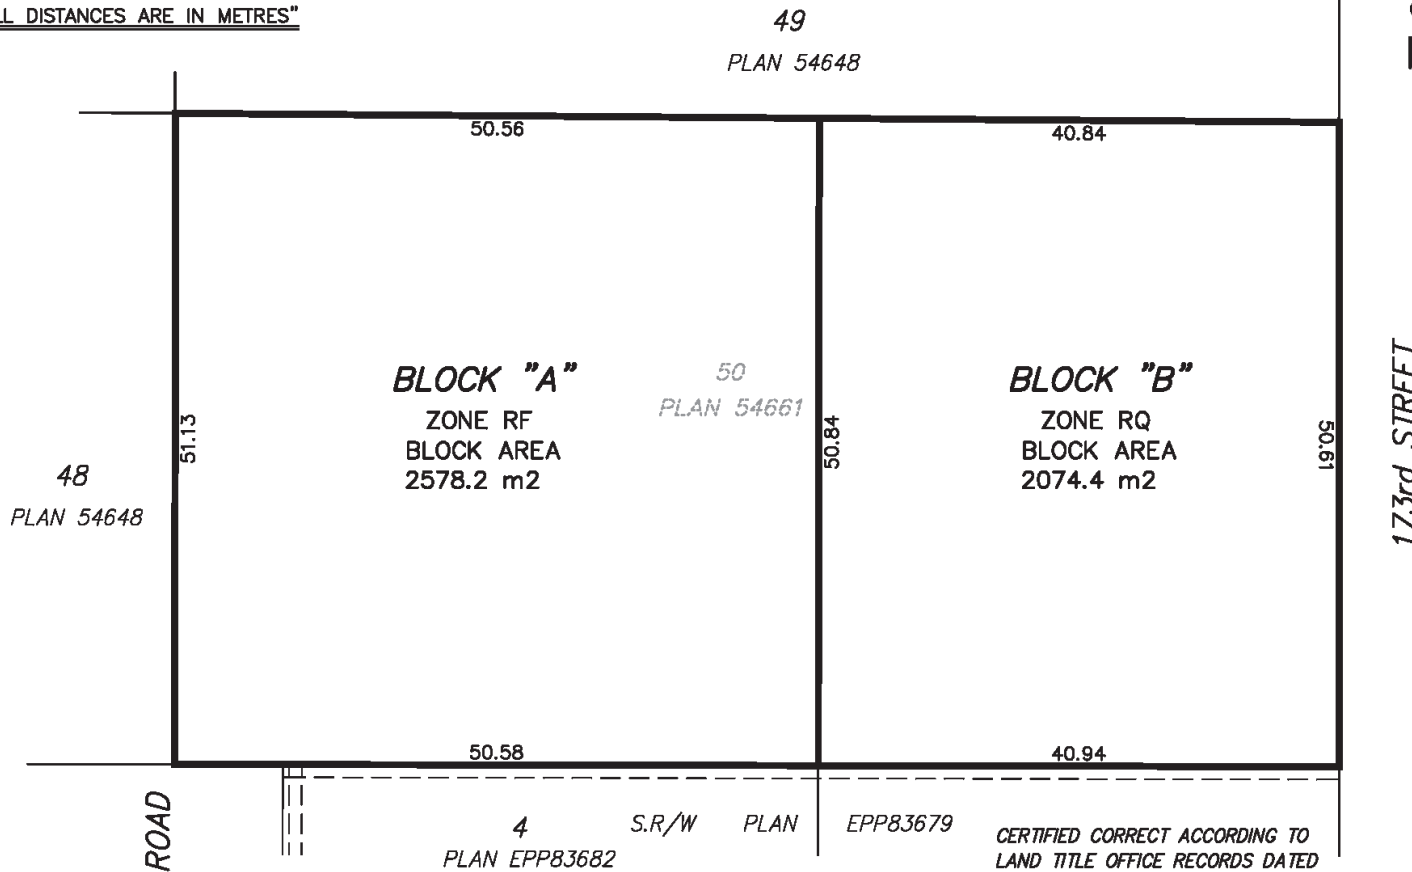 DISTANCES ARE IN METRES"
49
PLAN 54648
50.56
40.84
BLOCK "A"
ZONE RF
BLOCK AREA
2578.2 m2
50
PLAN 54661
BLOCK "B"
ZONE RQ
BLOCK AREA
2074.4 m2
51.13
50.84
50.61
173rd STREET
48
PLAN 54648
50.58
40.94
ROAD
4
PLAN EPP83682
S.R/W PLAN EPP83679
CERTIFIED CORRECT ACCORDING TO
LAND TITLE OFFICE RECORDS DATED